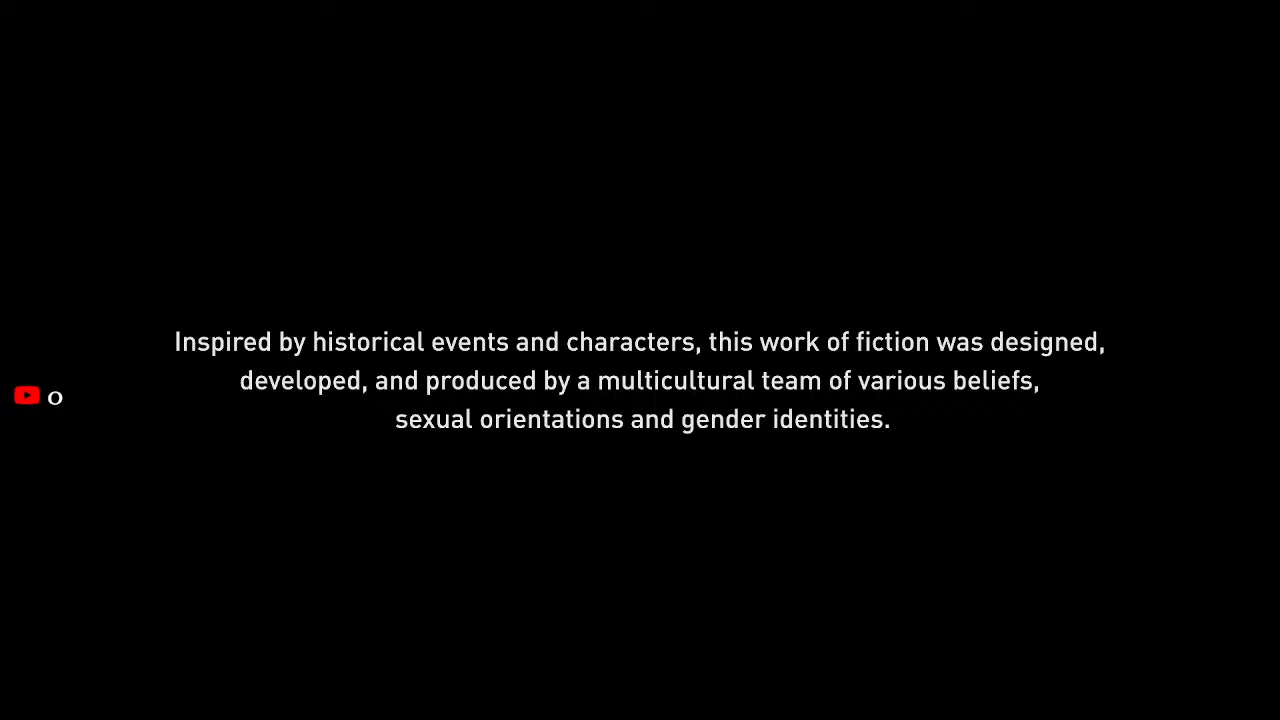 Inspired by historical events and characters, this work of fiction was designed,
developed, and produced by a multicultural team of various beliefs,
O
sexual orientations and gender identities.